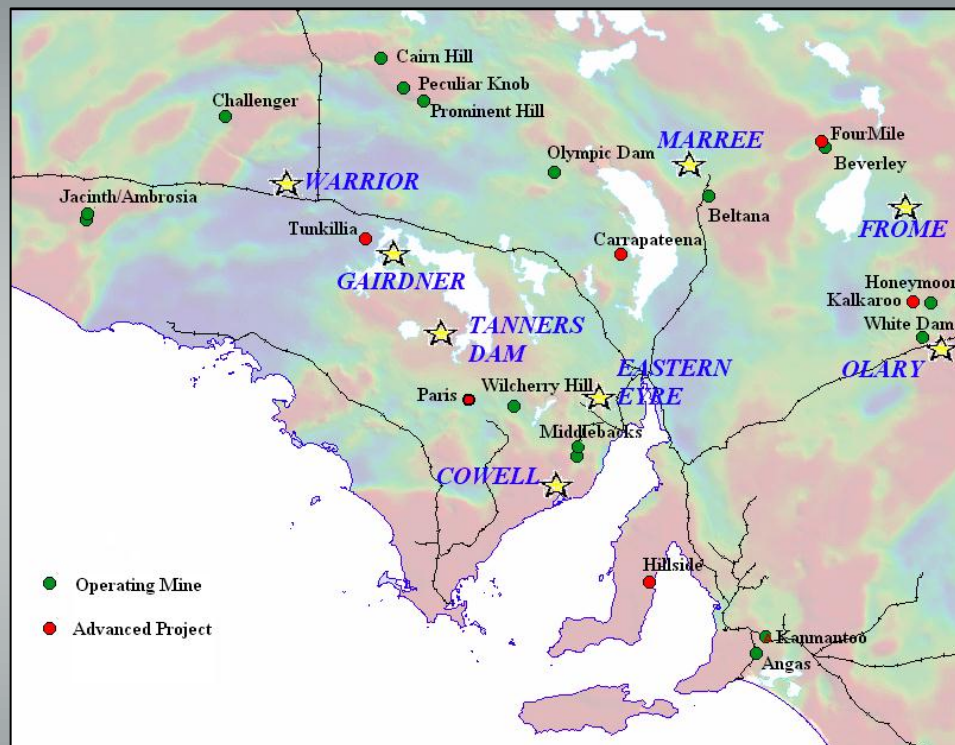 Cairn Hill
Peculiar Knob
Challenger
Prominent Hill
FourMile
MARREE
Olympic Dam
Beverley
WARRIOR
Jacinth/Ambrosia
Beltana
Tunkillia
FROME
Carrapateena
GAIRDNER
Honeymoon
Kalkaroo
TANNERS
DAM
White Dam
EASTERN
EYRE
OLARY
Wilcherry Hill
Paris
Middlebacks
COWELL
Hillside
Operating Mine
Advanced Project
Kanmantoo
Angas